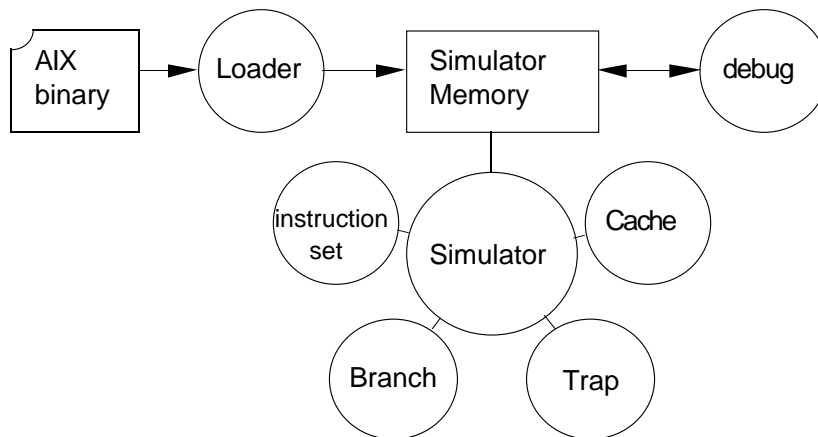 AIX
binary
Loader
Simulator
Memory
debug
instruction
set
Simulator
Cache
Branch
Trap